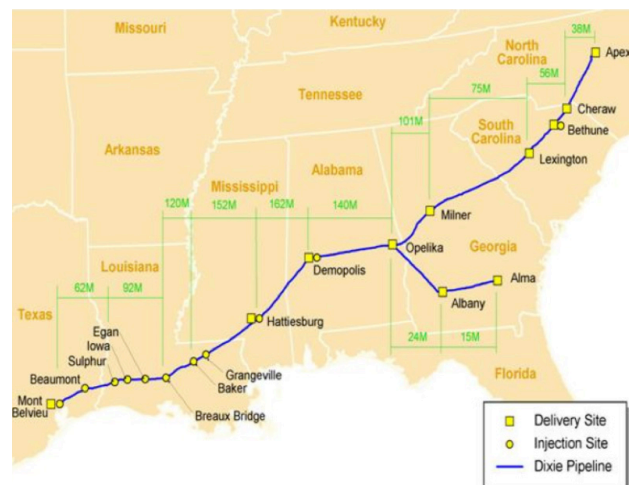 Missouri
Kentucky
North
Carolina
38M
Apex
56M
75M
Tennessee
Cheraw
101M
South
Carolina
Bethune
Arkansas
Lexington
Alabama
Mississippi
120M
152M
162M
140M
Milner
Louisiana
Opelika
Georgia
Demopolis
Alma
Texas
62M
92M
Albany
Hattiesburg
Egan
Iowa
Sulphur
24M
15M
Grangeville
Beaumont
Baker
Florida
Mont
Belvieu
Breaux Bridge
Delivery Site
Injection Site
Dixie Pipeline